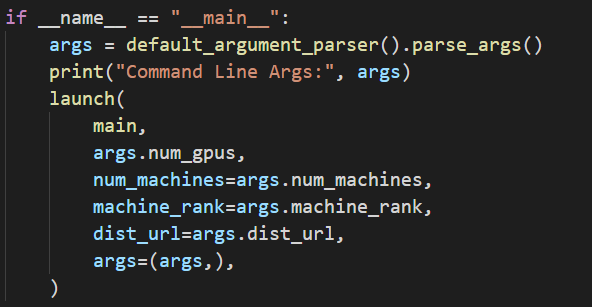 if __name__ == "__main__":
    args = default_argument_parser().parse_args()
    print("Command Line Args:", args)
    launch(
        main,
        args.num_gpus,
        num_machines=args.num_machines,
        machine_rank=args.machine_rank,
        dist_url=args.dist_url,
        args=(args,),
    )